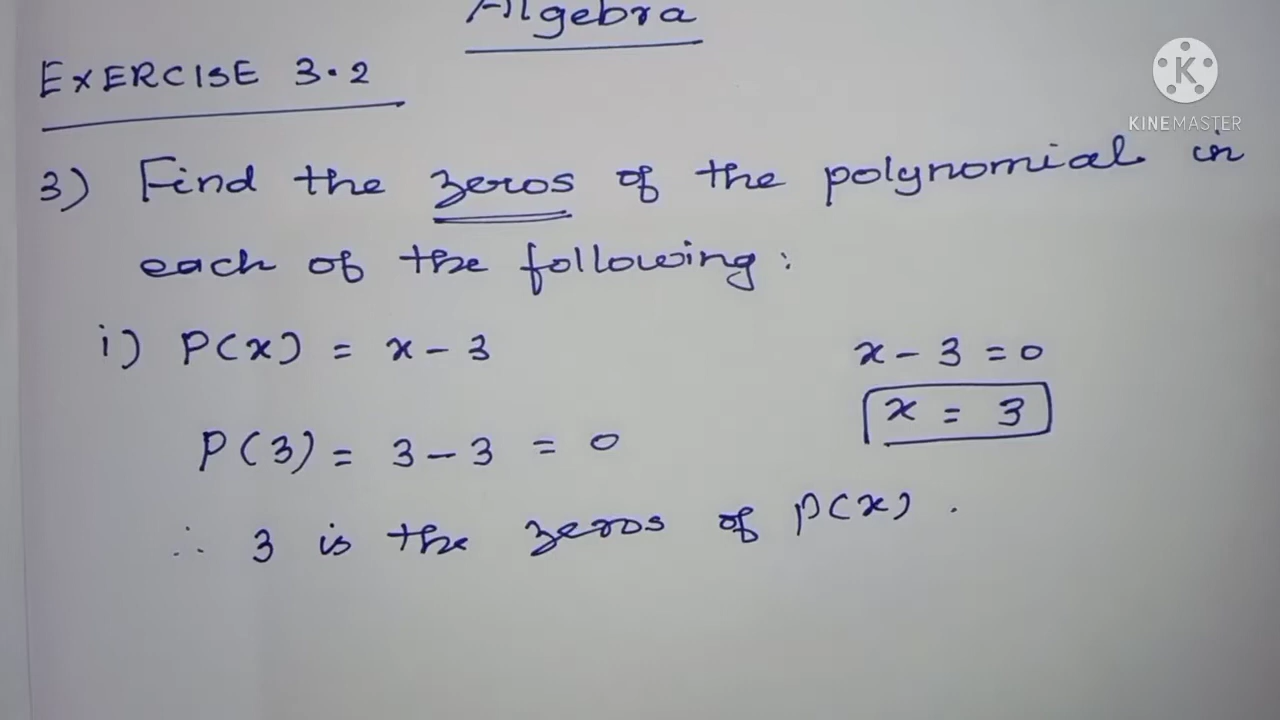 Algebra
EXERCISE 3.2
3) Find the zeros of the polynomial in
each of the following:
i) P(x) = x - 3
x - 3 = 0
x = 3
P(3) = 3 - 3 = 0
∴ 3 is the zeros of p(x).
K
KINEMASTER